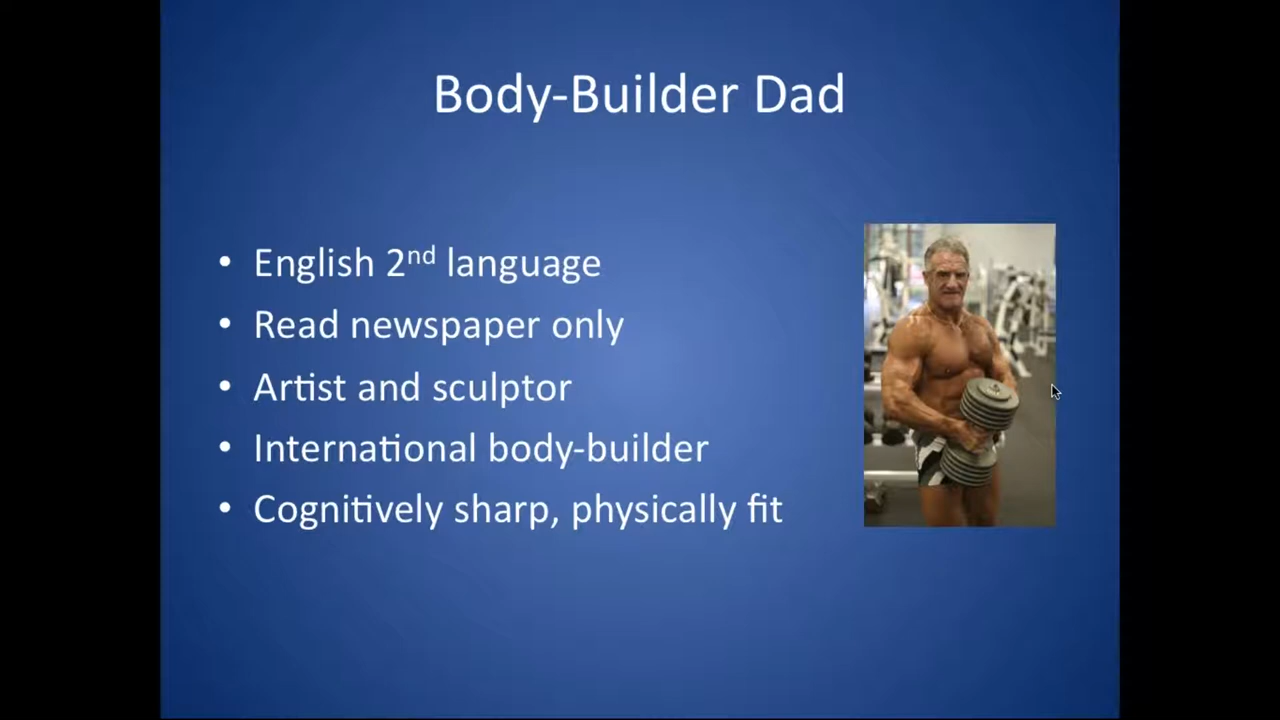 Body-Builder Dad
• English 2nd language
• Read newspaper only
• Artist and sculptor
• International body-builder
• Cognitively sharp, physically fit